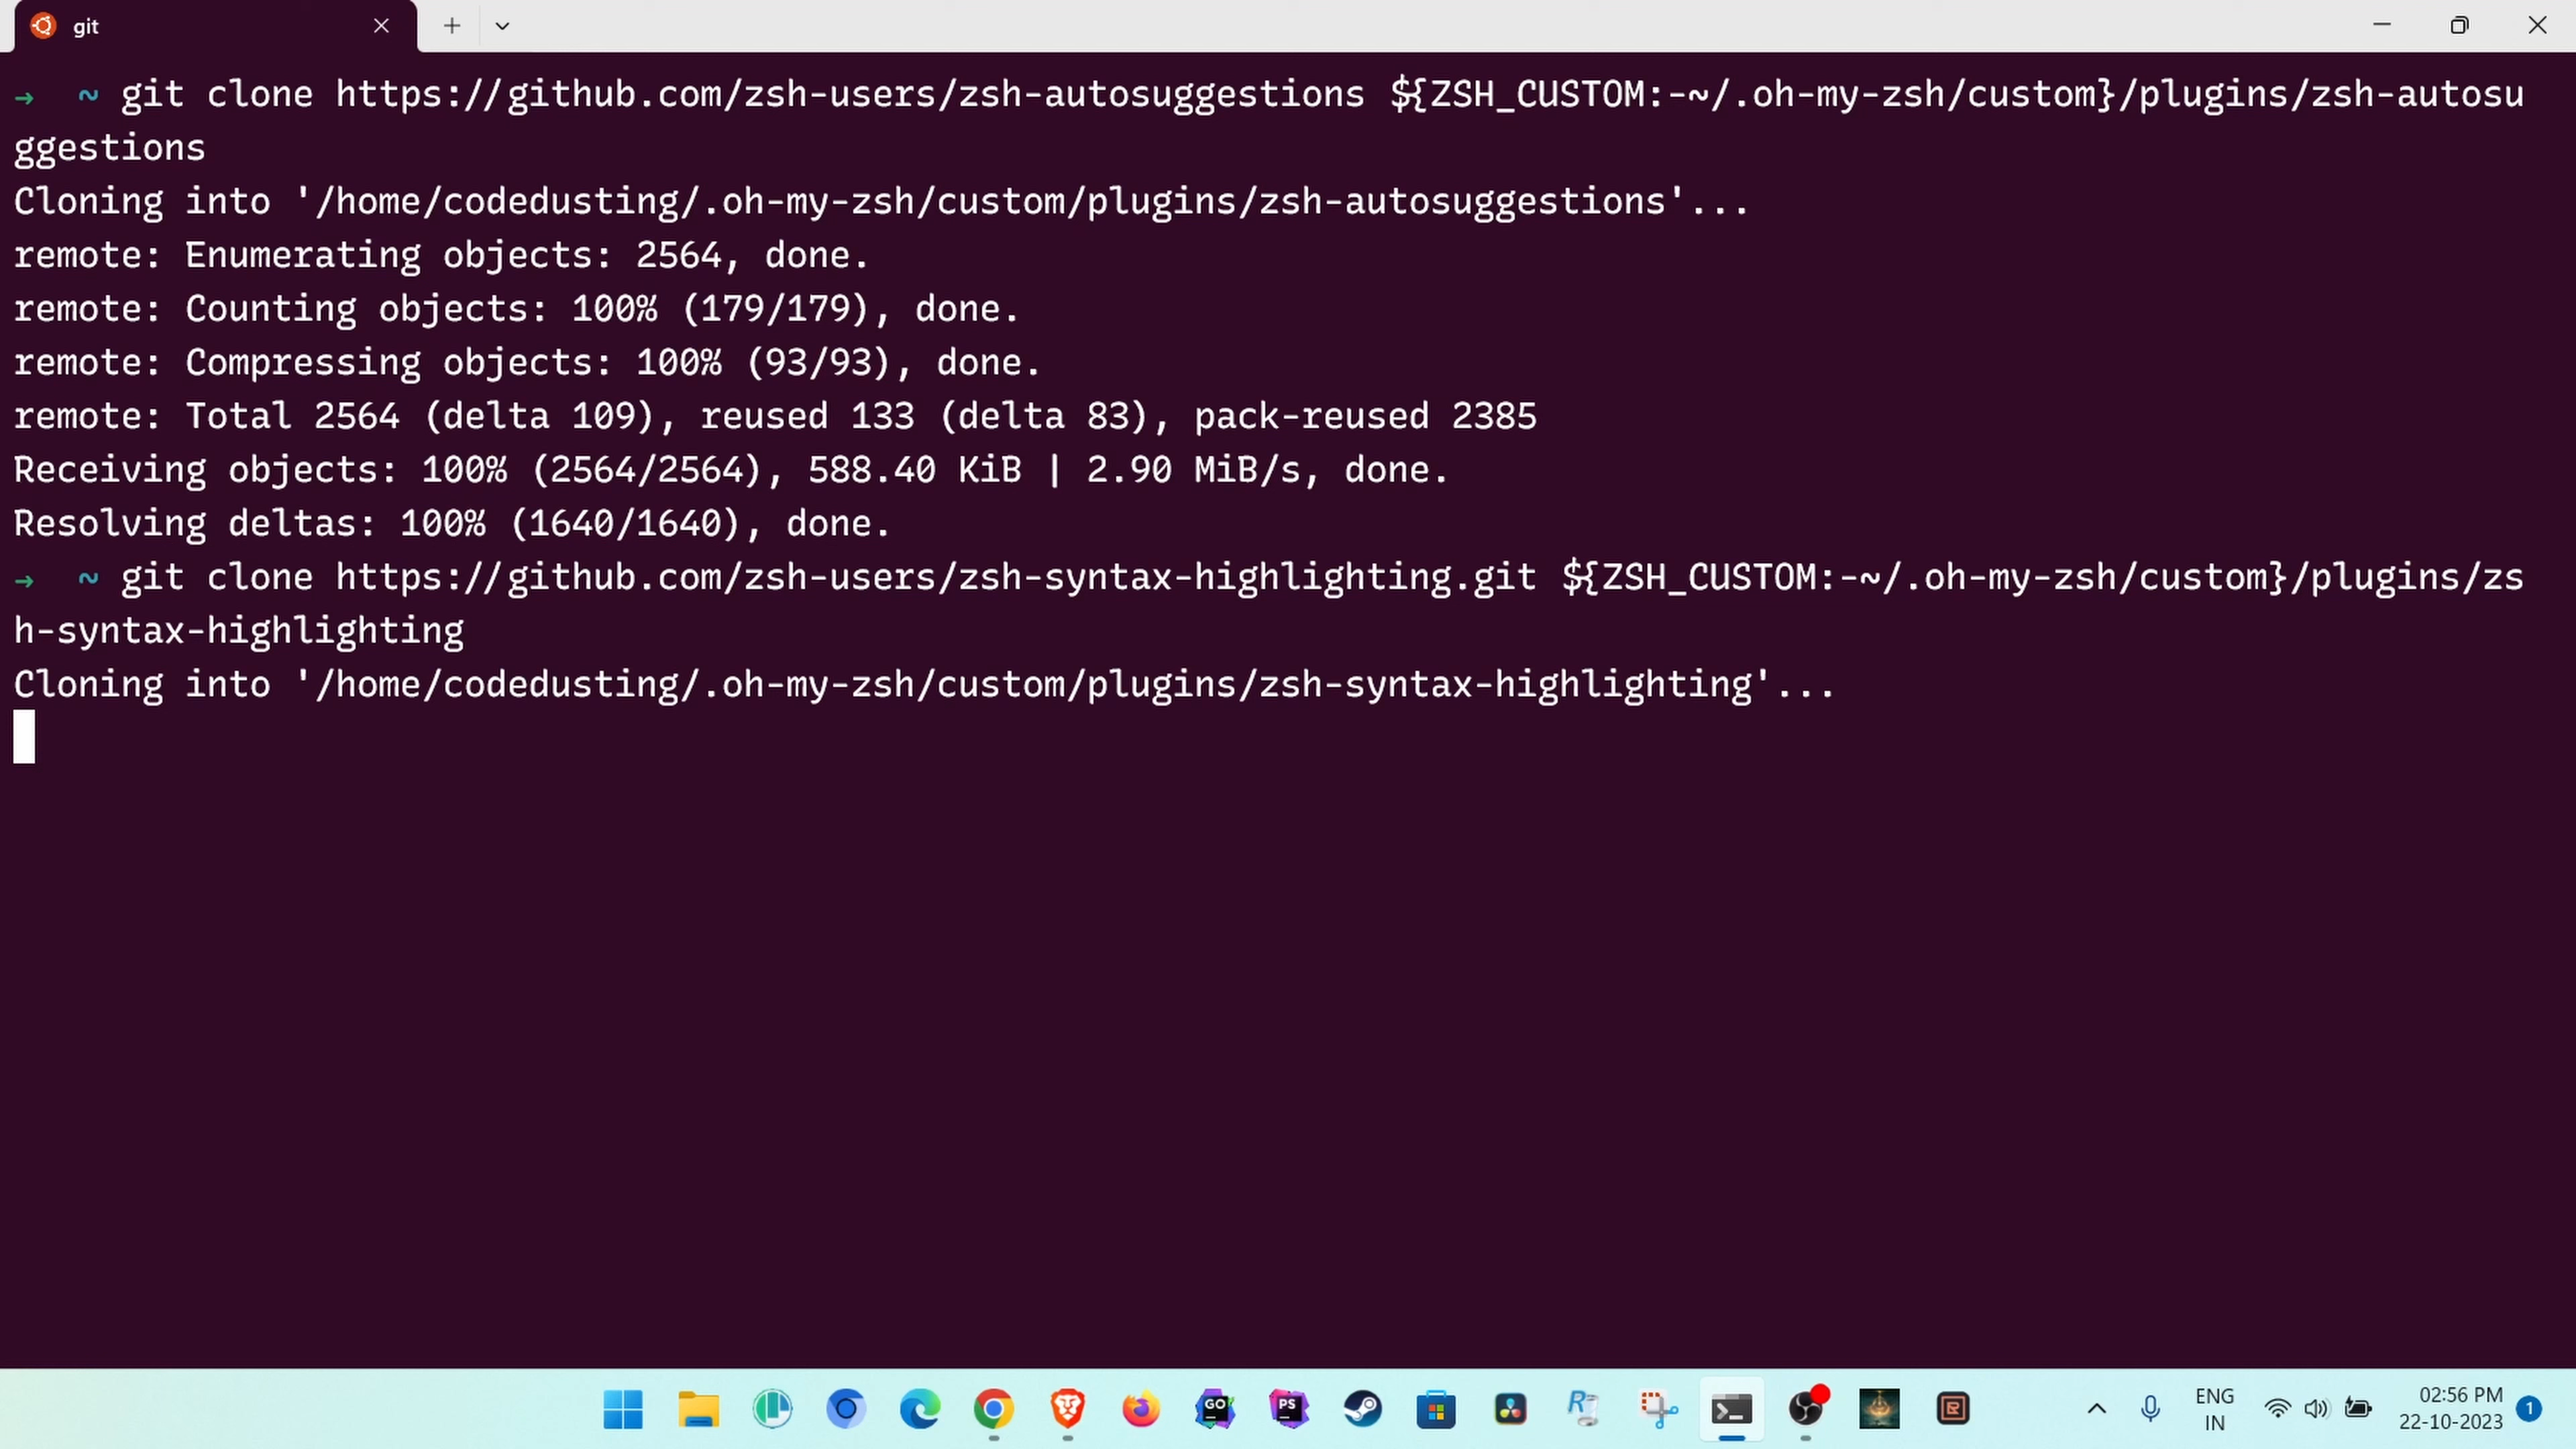 git
→ ~ git clone https://github.com/zsh-users/zsh-autosuggestions ${ZSH_CUSTOM:-~/.oh-my-zsh/custom}/plugins/zsh-autosu
ggestions
Cloning into '/home/codedusting/.oh-my-zsh/custom/plugins/zsh-autosuggestions'...
remote: Enumerating objects: 2564, done.
remote: Counting objects: 100% (179/179), done.
remote: Compressing objects: 100% (93/93), done.
remote: Total 2564 (delta 109), reused 133 (delta 83), pack-reused 2385
Receiving objects: 100% (2564/2564), 588.40 KiB | 2.90 MiB/s, done.
Resolving deltas: 100% (1640/1640), done.
→ ~ git clone https://github.com/zsh-users/zsh-syntax-highlighting.git ${ZSH_CUSTOM:-~/.oh-my-zsh/custom}/plugins/zs
h-syntax-highlighting
Cloning into '/home/codedusting/.oh-my-zsh/custom/plugins/zsh-syntax-highlighting'...
GO
PS
R
ENG
IN
02:56 PM
22-10-2023
1